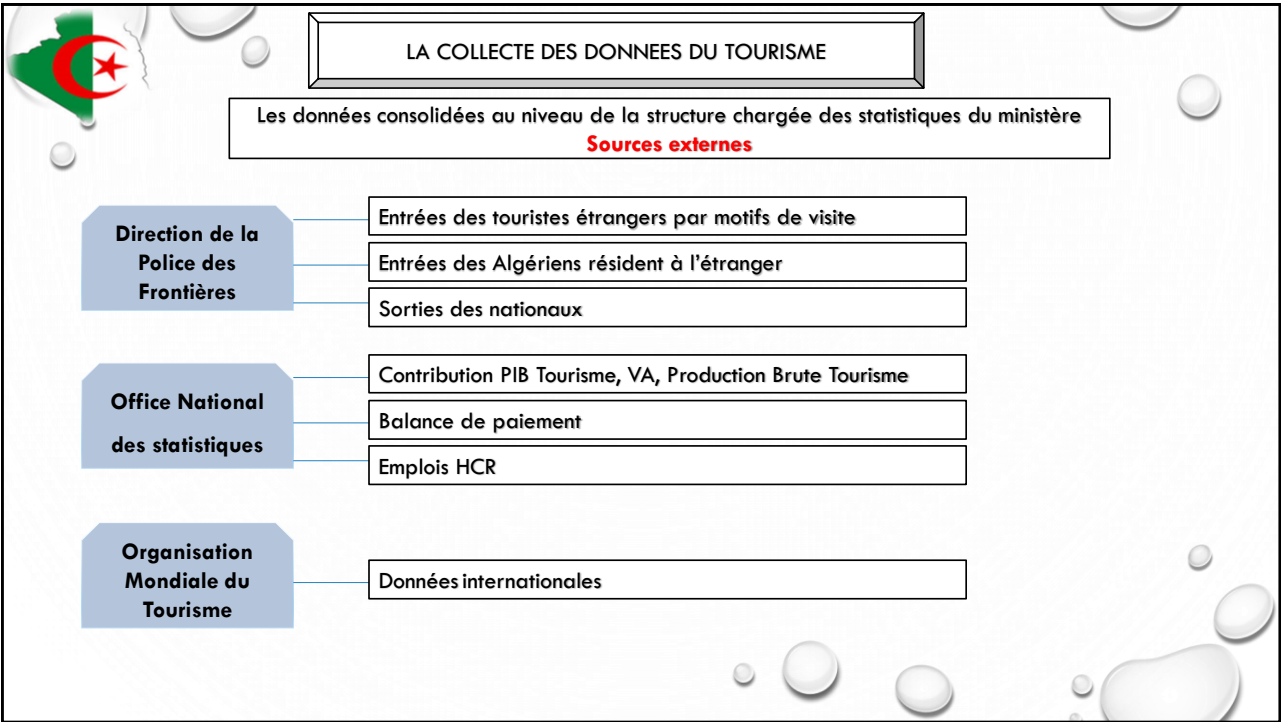 LA COLLECTE DES DONNEES DU TOURISME
Les données consolidées au niveau de la structure chargée des statistiques du ministère
Sources externes
Direction de la
Police des
Frontières
Entrées des touristes étrangers par motifs de visite
Entrées des Algériens résident à l’étranger
Sorties des nationaux
Office National
des statistiques
Contribution PIB Tourisme, VA, Production Brute Tourisme
Balance de paiement
Emplois HCR
Organisation
Mondiale du
Tourisme
Données internationales